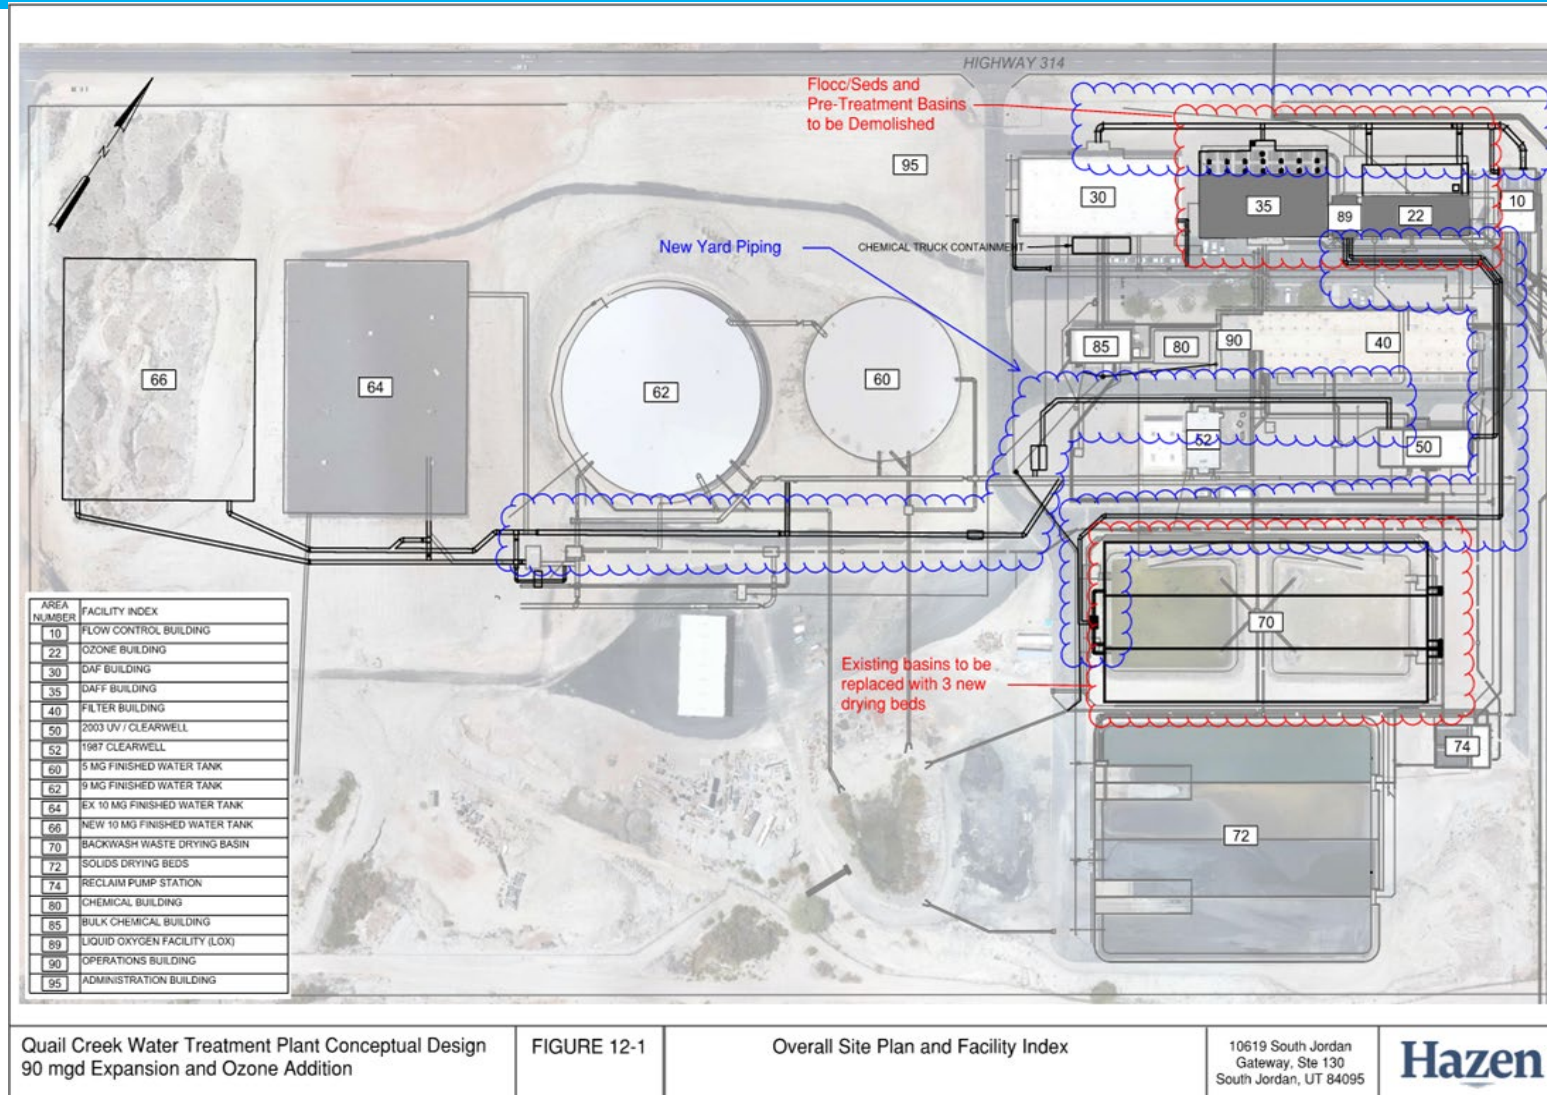 HIGHWAY 314
Flocc/Seds and
Pre-Treatment Basins
to be Demolished
95
30
35
89
22
10
New Yard Piping
CHEMICAL TRUCK CONTAINMENT
85
80
90
40
66
64
62
60
52
50
N
70
Existing basins to be
replaced with 3 new
drying beds
74
72
AREA NUMBER FACILITY INDEX
10 FLOW CONTROL BUILDING
22 OZONE BUILDING
30 DAF BUILDING
35 DAFF BUILDING
40 FILTER BUILDING
50 2003 UV / CLEARWELL
52 1987 CLEARWELL
60 5 MG FINISHED WATER TANK
62 9 MG FINISHED WATER TANK
64 EX 10 MG FINISHED WATER TANK
66 NEW 10 MG FINISHED WATER TANK
70 BACKWASH WASTE DRYING BASIN
72 SOLIDS DRYING BEDS
74 RECLAIM PUMP STATION
80 CHEMICAL BUILDING
85 BULK CHEMICAL BUILDING
89 LIQUID OXYGEN FACILITY (LOX)
90 OPERATIONS BUILDING
95 ADMINISTRATION BUILDING
Quail Creek Water Treatment Plant Conceptual Design
90 mgd Expansion and Ozone Addition
FIGURE 12-1
Overall Site Plan and Facility Index
10619 South Jordan
Gateway, Ste 130
South Jordan, UT 84095
Hazen